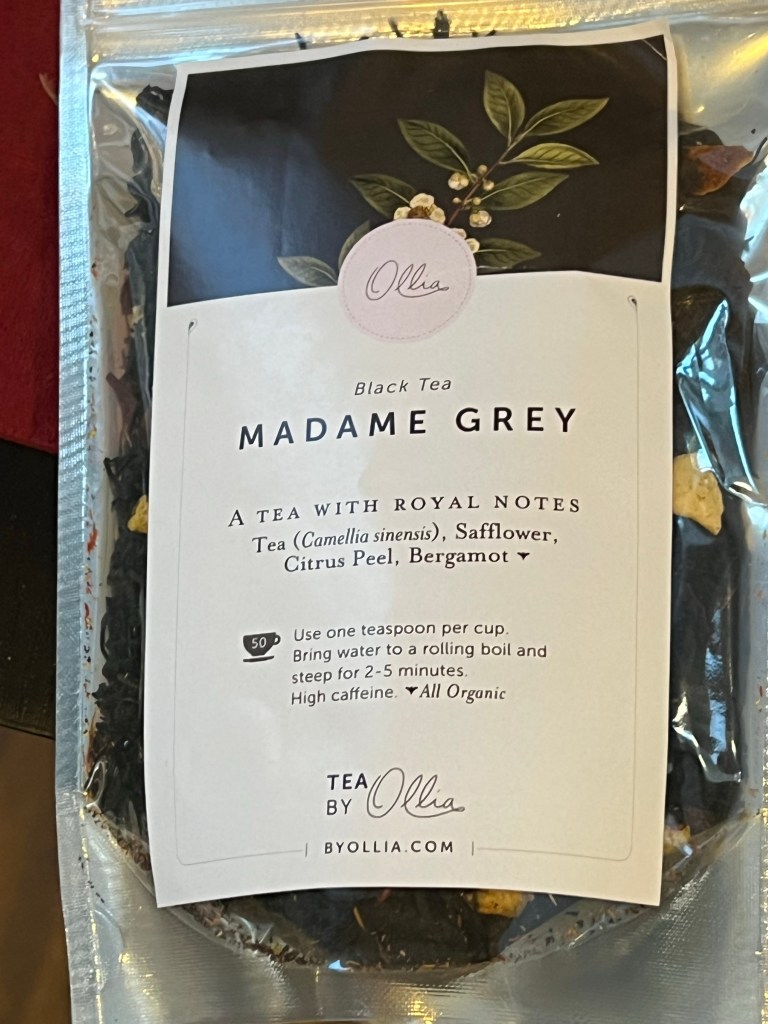 Ollia
Black Tea
MADAME GREY
A TEA WITH ROYAL NOTES
Tea (Camellia sinensis), Safflower,
Citrus Peel, Bergamot
50
Use one teaspoon per cup.
Bring water to a rolling boil and
steep for 2-5 minutes.
High caffeine. All Organic
TEA
BY Ollia
BYOLLIA.COM